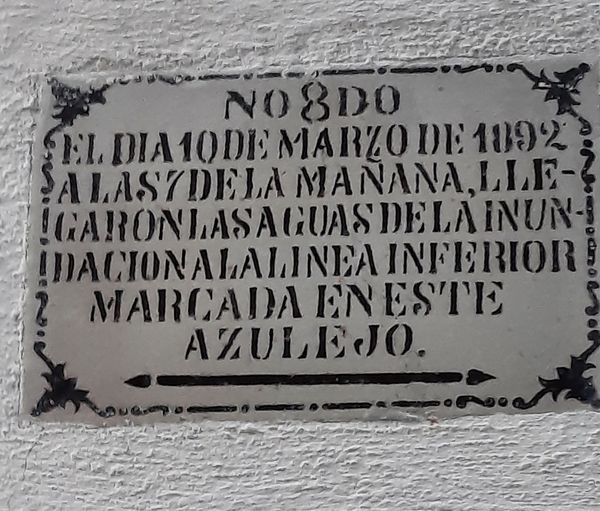 NO8DO
EL DIA 10 DE MARZO DE 1892
A LAS 7 DE LA MAÑANA, LLE-
GARON LAS AGUAS DE LA INUN-
DACION A LA LINEA INFERIOR
MARCADA EN ESTE
AZULEJO.